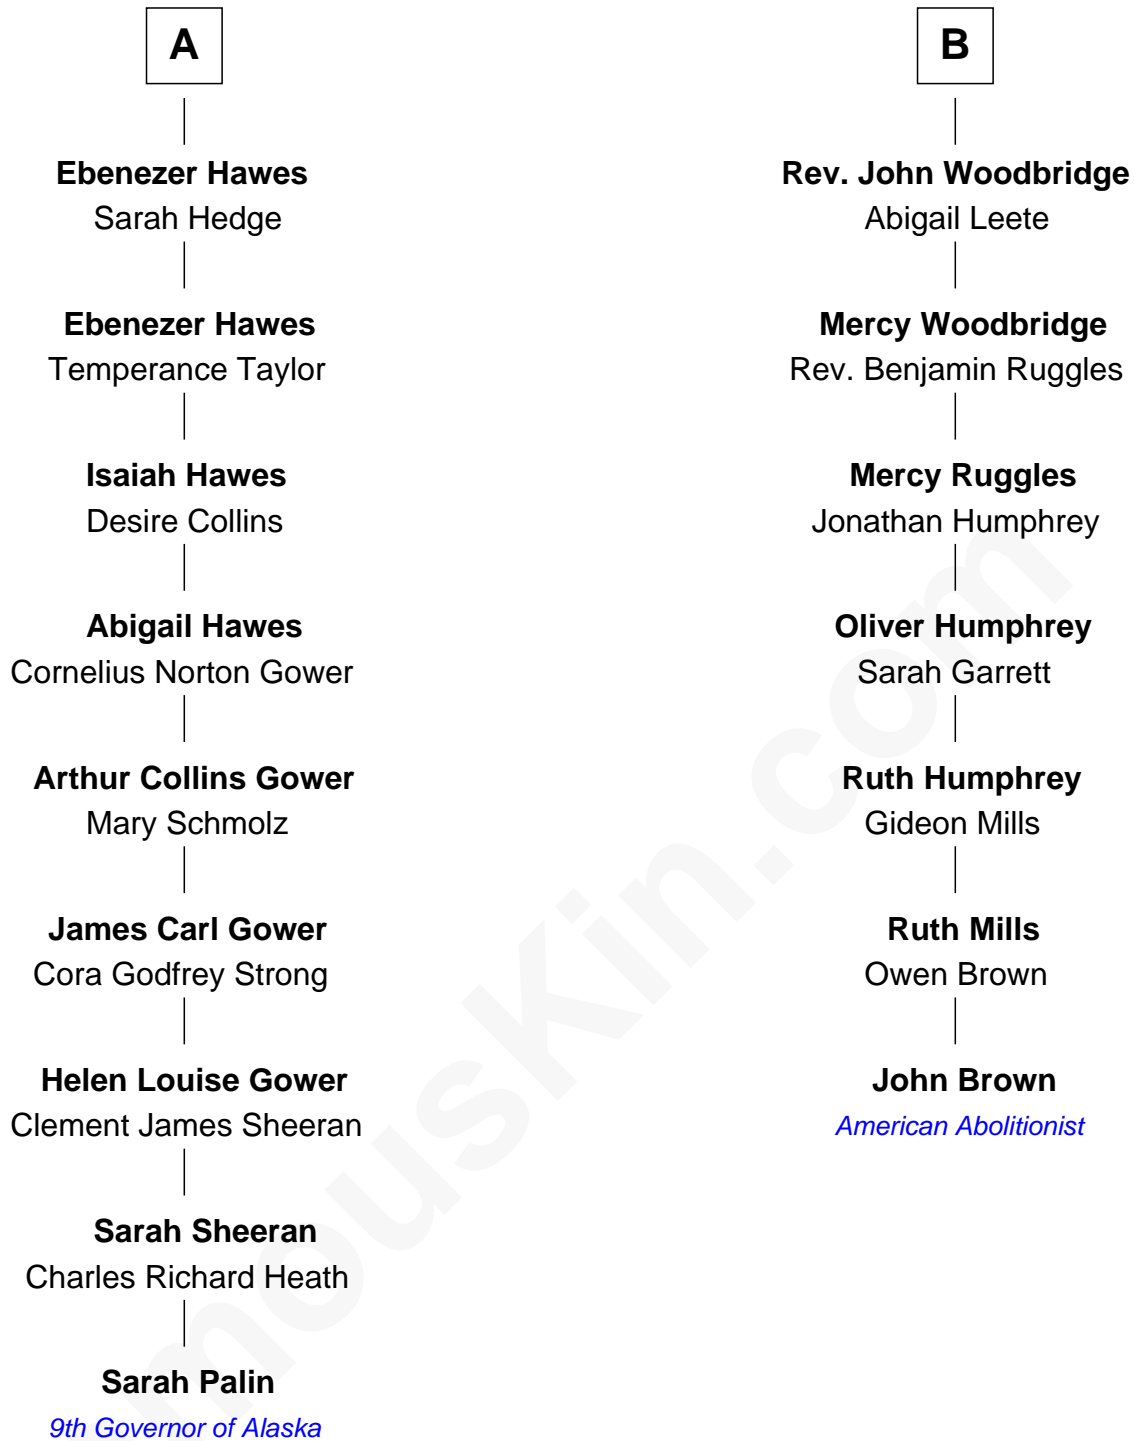 A
Ebenezer Hawes
Sarah Hedge
Ebenezer Hawes
Temperance Taylor
Isaiah Hawes
Desire Collins
Abigail Hawes
Cornelius Norton Gower
Arthur Collins Gower
Mary Schmolz
James Carl Gower
Cora Godfrey Strong
Helen Louise Gower
Clement James Sheeran
Sarah Sheeran
Charles Richard Heath
Sarah Palin
9th Governor of Alaska
B
Rev. John Woodbridge
Abigail Leete
Mercy Woodbridge
Rev. Benjamin Ruggles
Mercy Ruggles
Jonathan Humphrey
Oliver Humphrey
Sarah Garrett
Ruth Humphrey
Gideon Mills
Ruth Mills
Owen Brown
John Brown
American Abolitionist
mousKin.com